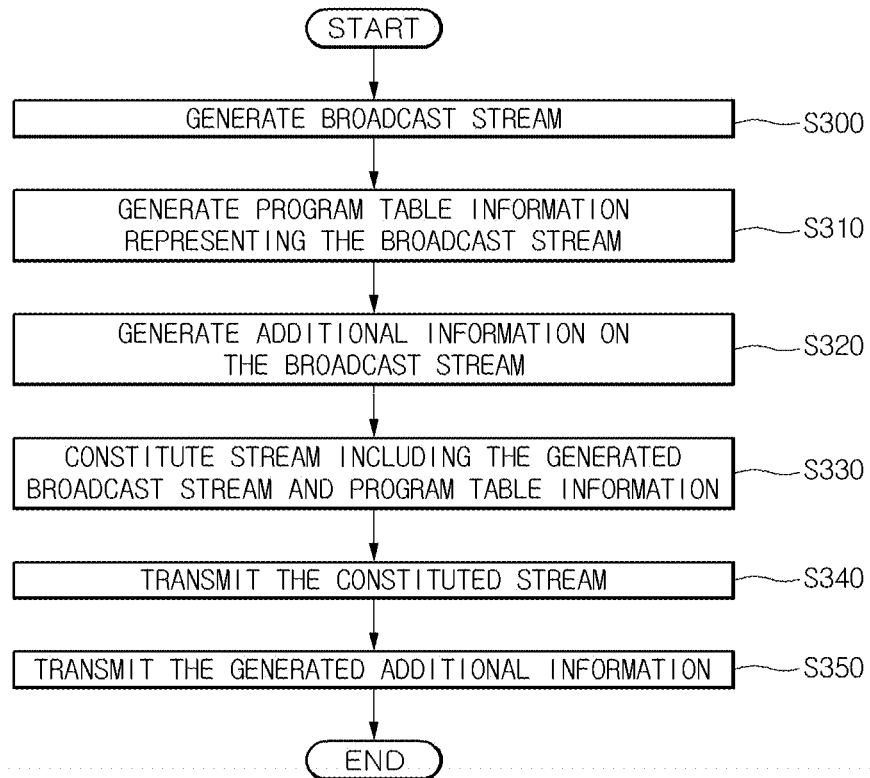 START
GENERATE BROADCAST STREAM
S300
GENERATE PROGRAM TABLE INFORMATION
REPRESENTING THE BROADCAST STREAM
S310
GENERATE ADDITIONAL INFORMATION ON
THE BROADCAST STREAM
S320
CONSTITUTE STREAM INCLUDING THE GENERATED
BROADCAST STREAM AND PROGRAM TABLE INFORMATION
S330
TRANSMIT THE CONSTITUTED STREAM
S340
TRANSMIT THE GENERATED ADDITIONAL INFORMATION
S350
END